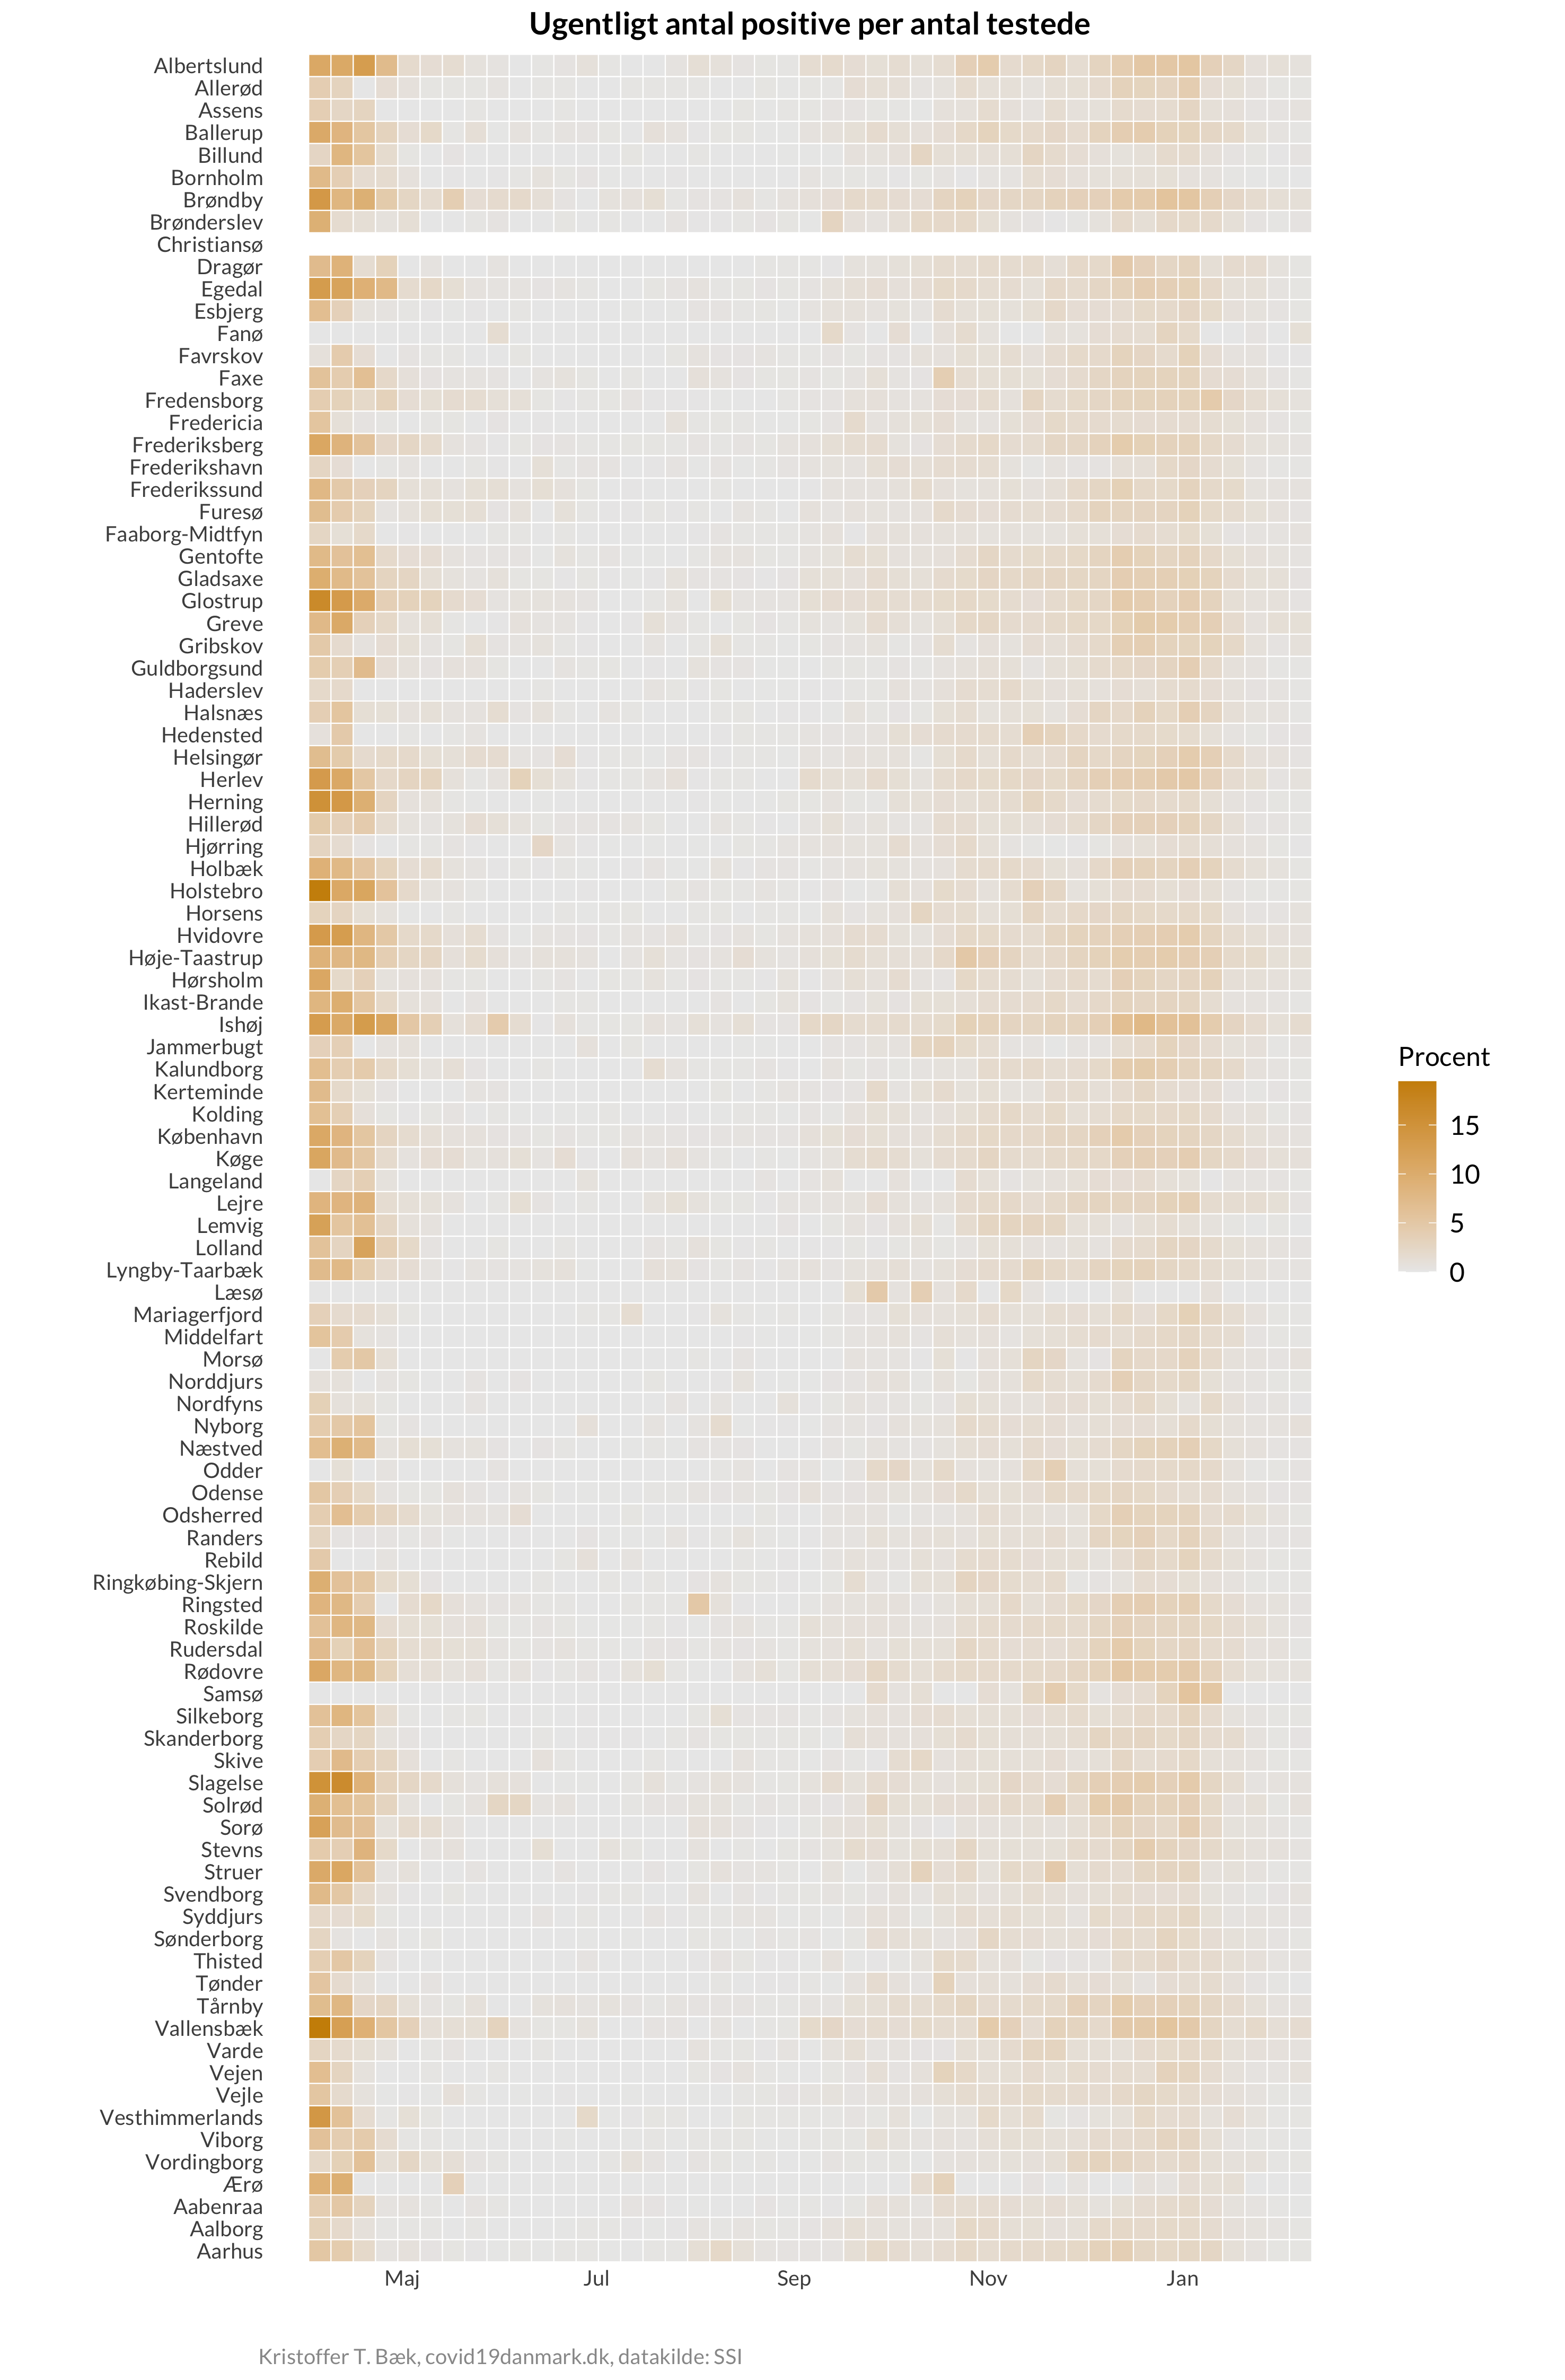 Ugentligt antal positive per antal testede
Albertslund
Allerød
Assens
Ballerup
Billund
Bornholm
Brøndby
Brønderslev
Christiansø
Dragør
Egedal
Esbjerg
Fanø
Favrskov
Faxe
Fredensborg
Fredericia
Frederiksberg
Frederikshavn
Frederikssund
Furesø
Faaborg-Midtfyn
Gentofte
Gladsaxe
Glostrup
Greve
Gribskov
Guldborgsund
Haderslev
Halsnæs
Hedensted
Helsingør
Herlev
Herning
Hillerød
Hjørring
Holbæk
Holstebro
Horsens
Hvidovre
Høje-Taastrup
Hørsholm
Ikast-Brande
Ishøj
Jammerbugt
Kalundborg
Kerteminde
Kolding
København
Køge
Langeland
Lejre
Lemvig
Lolland
Lyngby-Taarbæk
Læsø
Mariagerfjord
Middelfart
Morsø
Norddjurs
Nordfyns
Nyborg
Næstved
Odder
Odense
Odsherred
Randers
Rebild
Ringkøbing-Skjern
Ringsted
Roskilde
Rudersdal
Rødovre
Samsø
Silkeborg
Skanderborg
Skive
Slagelse
Solrød
Sorø
Stevns
Struer
Svendborg
Syddjurs
Sønderborg
Thisted
Tønder
Tårnby
Vallensbæk
Varde
Vejen
Vejle
Vesthimmerlands
Viborg
Vordingborg
Ærø
Aabenraa
Aalborg
Aarhus
Maj Jul Sep Nov Jan
Procent
15
10
5
0
Kristoffer T. Bæk, covid19danmark.dk, datakilde: SSI